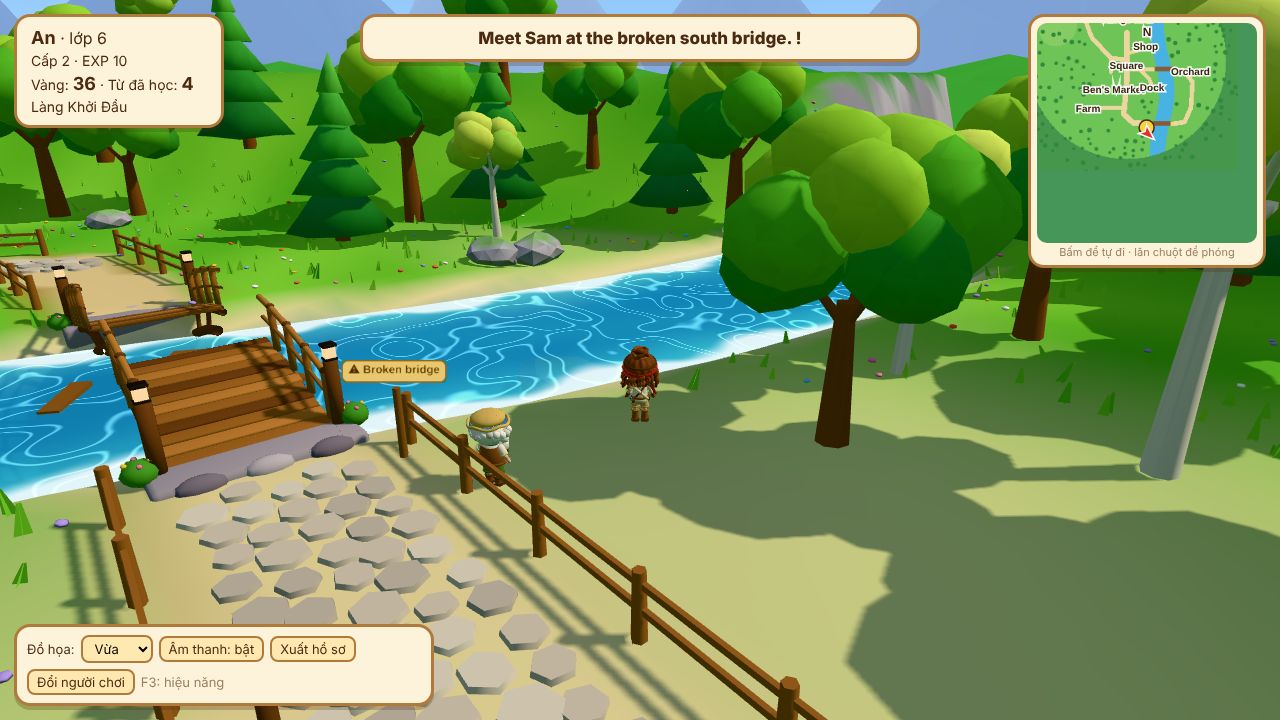 An · lớp 6
Cấp 2 · EXP 10
Vàng: 36 · Từ đã học: 4
Làng Khởi Đầu
Meet Sam at the broken south bridge. !
N
Shop
Square
Orchard
Ben's Marke
Dock
Farm
Bấm để tự đi · lăn chuột để phóng
⚠ Broken bridge
Đồ họa: Vừa Âm thanh: bật Xuất hồ sơ
Đổi người chơi F3: hiệu năng